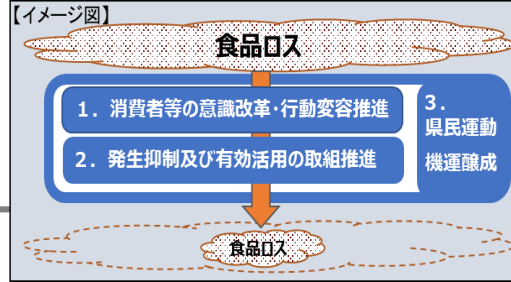 【イメージ図】
食品ロス
1．消費者等の意識改革・行動変容推進
2．発生抑制及び有効活用の取組推進
3．
県民運動
機運醸成
食品ロス